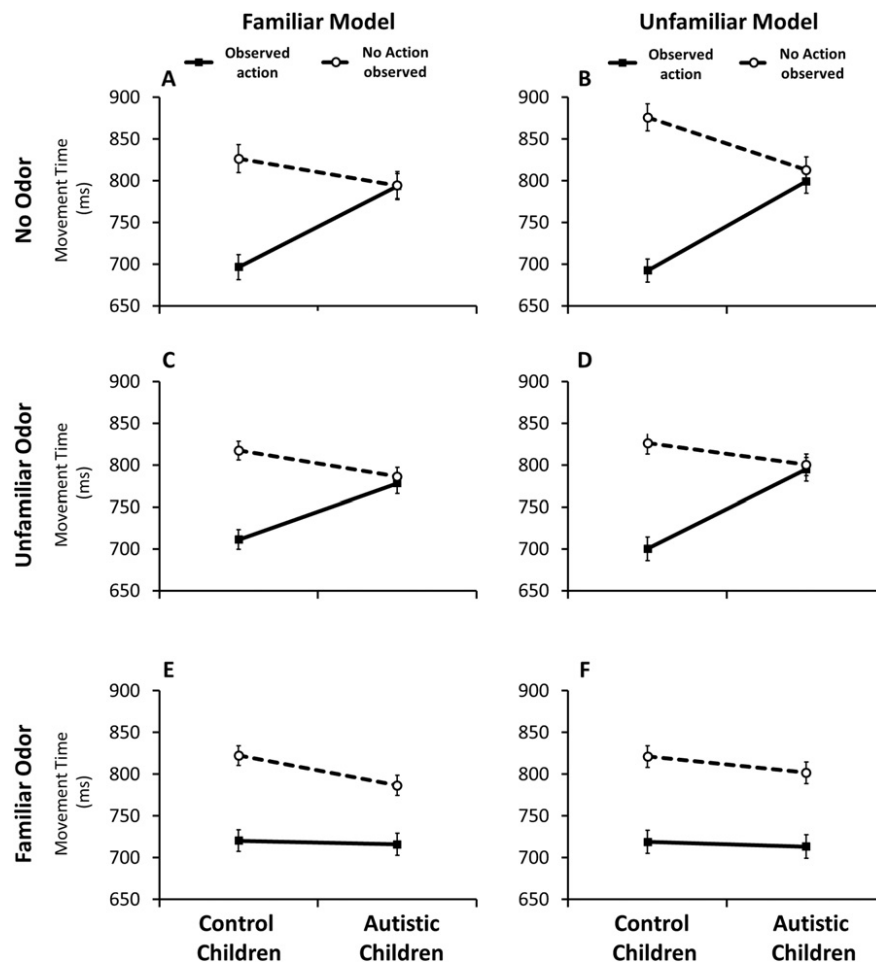 Familiar Model
Unfamiliar Model
Observed action
No Action observed
Observed action
No Action observed
A
B
No Odor
Movement Time (ms)
900
850
800
750
700
650
900
850
800
750
700
650
C
D
Unfamiliar Odor
Movement Time (ms)
900
850
800
750
700
650
900
850
800
750
700
650
E
F
Familiar Odor
Movement Time (ms)
900
850
800
750
700
650
900
850
800
750
700
650
Control Children
Autistic Children
Control Children
Autistic Children